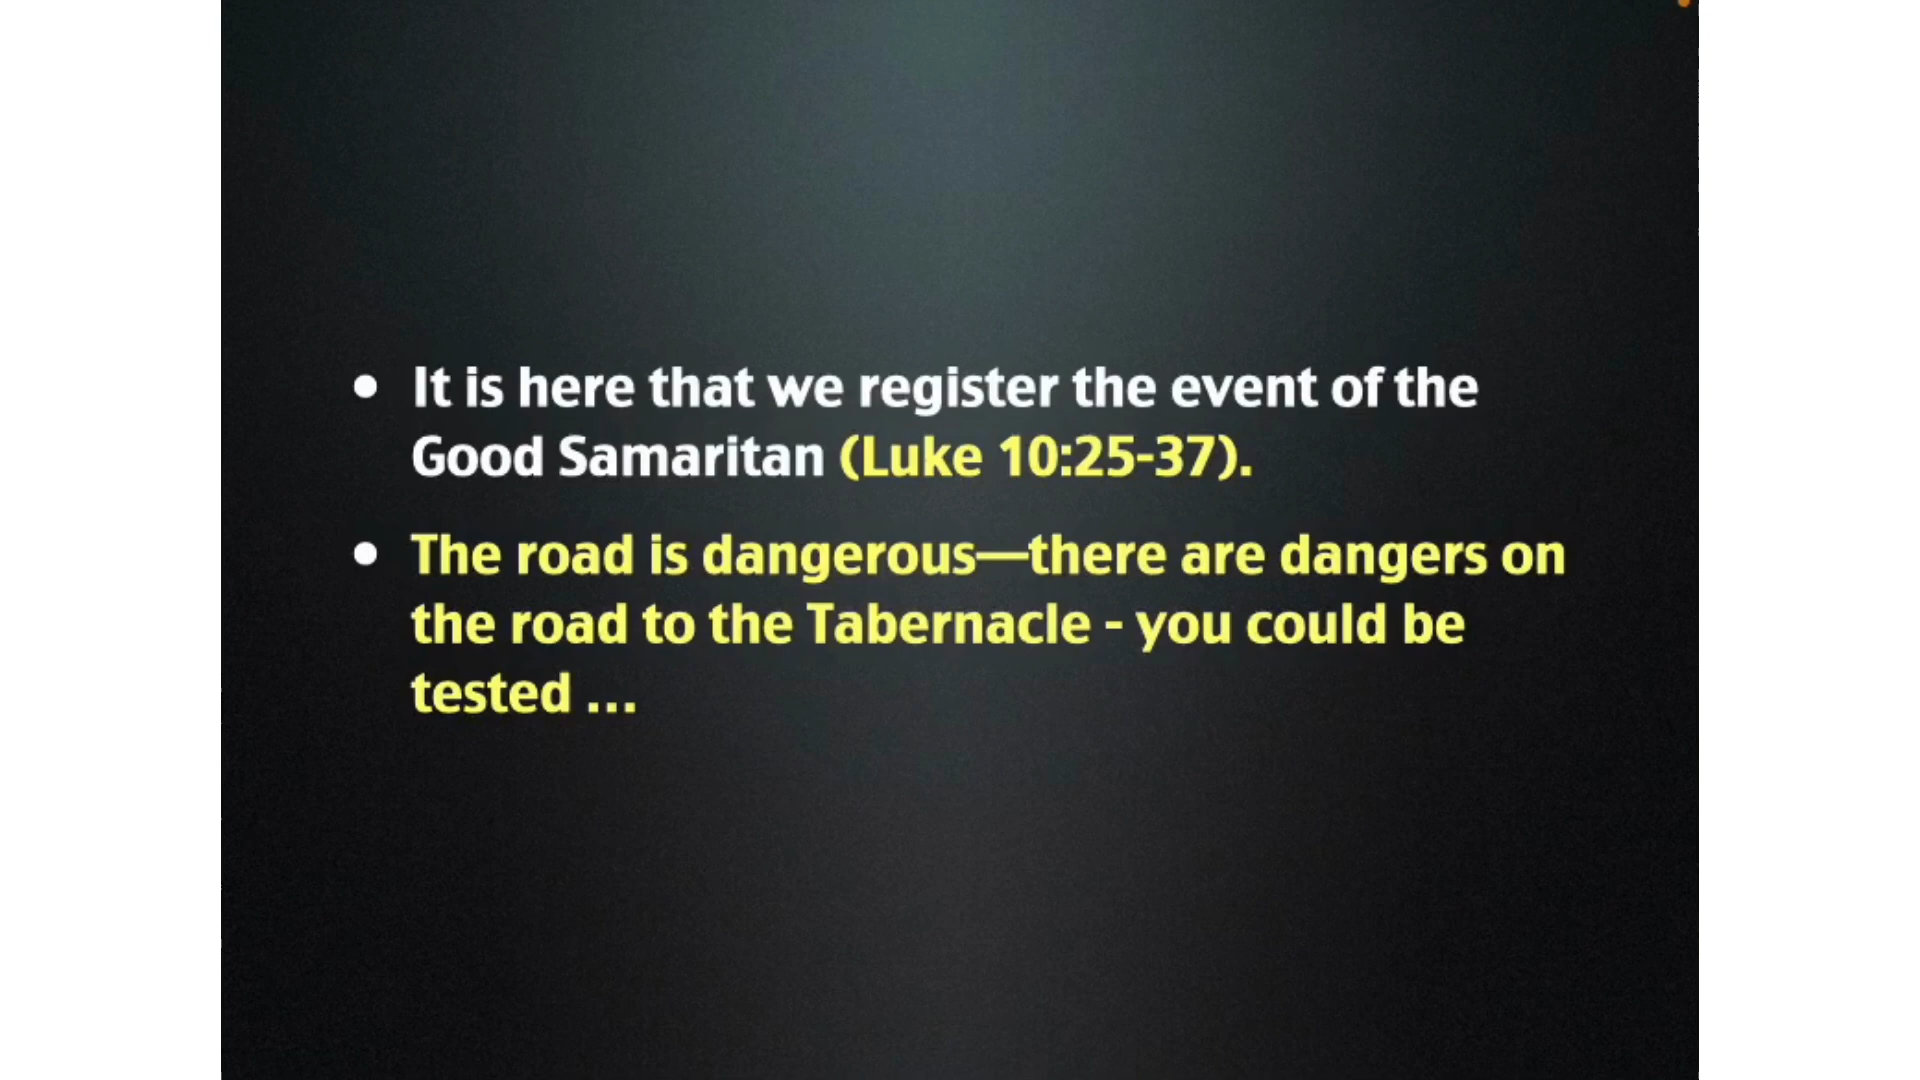 • It is here that we register the event of the
Good Samaritan (Luke 10:25-37).
• The road is dangerous—there are dangers on
the road to the Tabernacle - you could be
tested ...